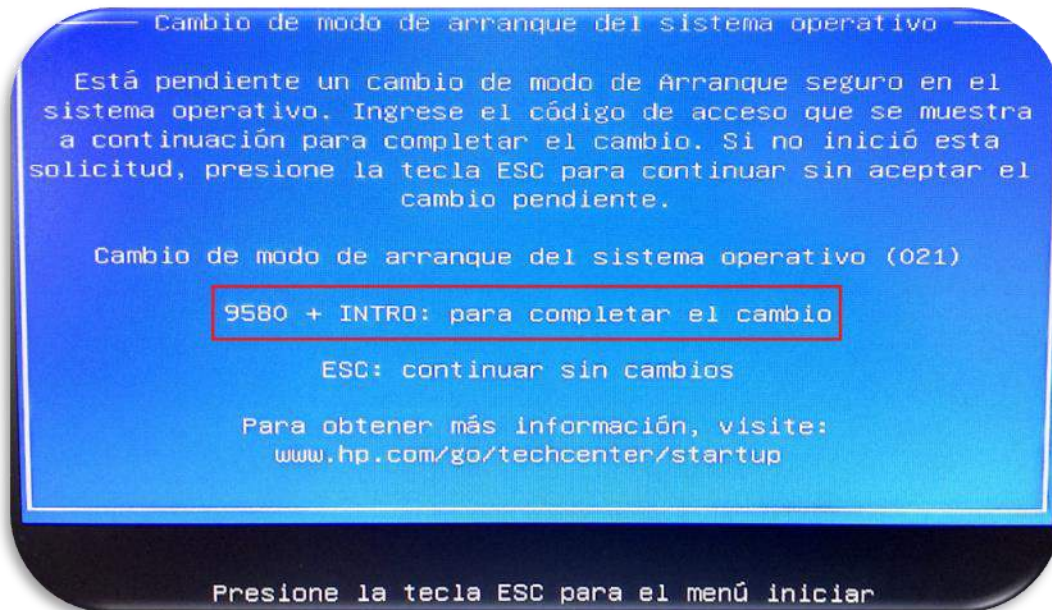 Cambio de modo de arranque del sistema operativo
Está pendiente un cambio de modo de Arranque seguro en el
sistema operativo. Ingrese el código de acceso que se muestra
a continuación para completar el cambio. Si no inició esta
solicitud, presione la tecla ESC para continuar sin aceptar el
cambio pendiente.
Cambio de modo de arranque del sistema operativo (021)
9580 + INTRO: para completar el cambio
ESC: continuar sin cambios
Para obtener más información, visite:
www.hp.com/go/techcenter/startup
Presione la tecla ESC para el menú iniciar